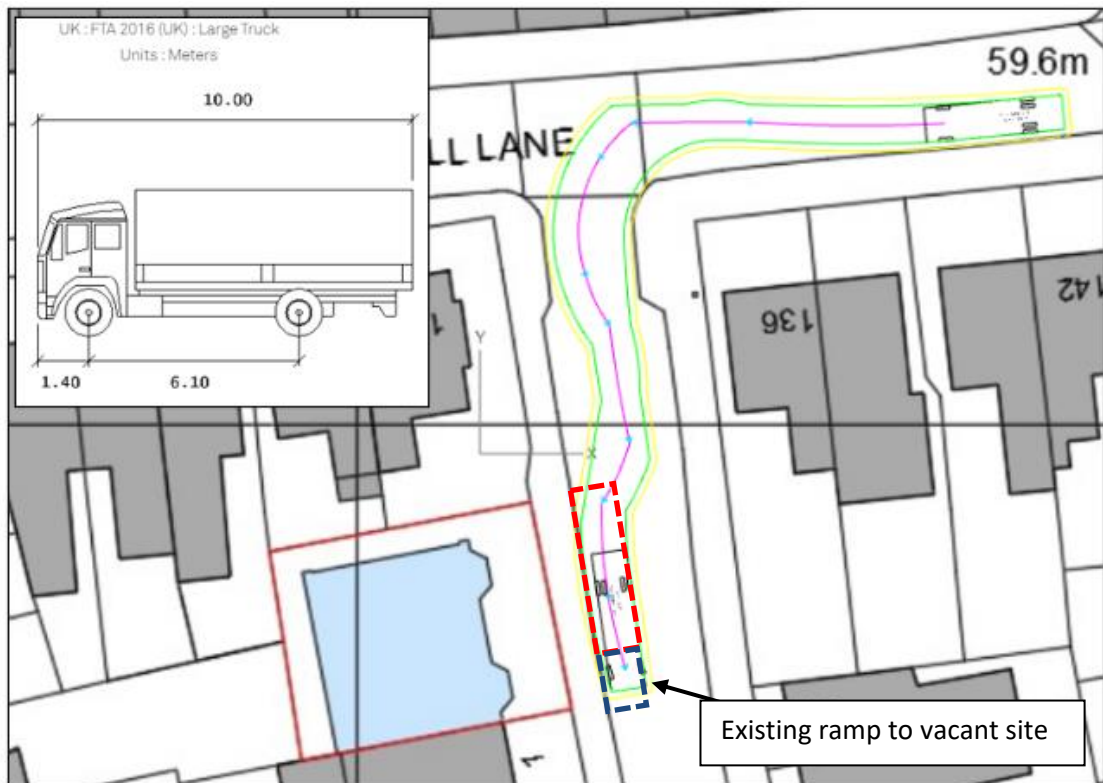 UK : FTA 2016 (UK) : Large Truck
Units : Meters
10.00
1.40
6.10
LL LANE
59.6m
136
142
1
Y
X
1
Existing ramp to vacant site